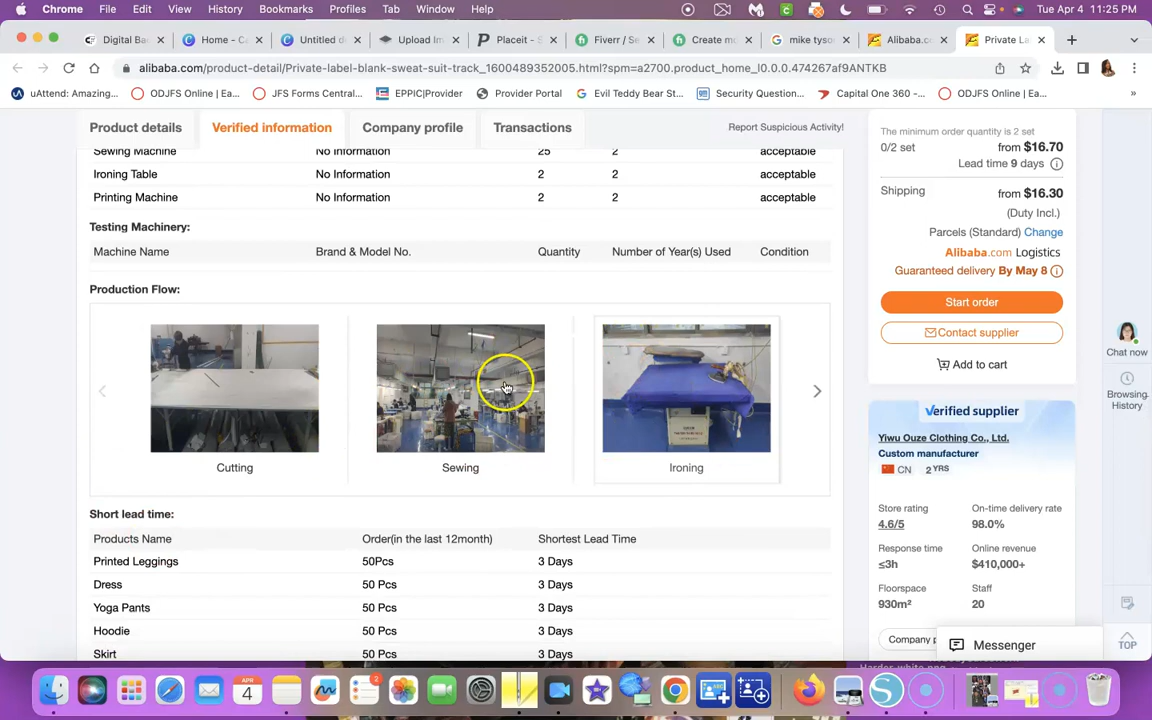 Chrome File Edit View History Bookmarks Profiles Tab Window Help Tue Apr 4 11:25 PM
Digital Ba Home - C Untitled d Upload Im Placeit - S Fiverr / Se Create mo mike tyso Alibaba.co Private La
alibaba.com/product-detail/Private-label-blank-sweat-suit-track_1600489352005.html?spm=a2700.product_home_l0.0.0.474267af9ANTKB
uAttend: Amazing... ODJFS Online | Ea... JFS Forms Central... EPPIC|Provider Provider Portal Evil Teddy Bear St... Security Question... Capital One 360 -... ODJFS Online | Ea... »
Product details Verified information Company profile Transactions Report Suspicious Activity!
Sewing Machine No Information 25 2 acceptable
Ironing Table No Information 2 2 acceptable
Printing Machine No Information 2 2 acceptable
Testing Machinery:
Machine Name Brand & Model No. Quantity Number of Year(s) Used Condition
Production Flow:
Cutting Sewing Ironing
Short lead time:
Products Name Order(in the last 12month) Shortest Lead Time
Printed Leggings 50Pcs 3 Days
Dress 50 Pcs 3 Days
Yoga Pants 50 Pcs 3 Days
Hoodie 50 Pcs 3 Days
Skirt 50 Pcs 3 Days
The minimum order quantity is 2 set
0/2 set from $16.70
Lead time 9 days
Shipping from $16.30
(Duty Incl.)
Parcels (Standard) Change
Alibaba.com Logistics
Guaranteed delivery By May 8
Start order
Contact supplier
Add to cart
Verified supplier
Yiwu Ouze Clothing Co., Ltd.
Custom manufacturer
CN 2 YRS
Store rating On-time delivery rate
4.6/5 98.0%
Response time Online revenue
≤3h $410,000+
Floorspace Staff
930m² 20
Company p
Messenger
Chat now
Browsing
History
TOP
APR
4
2